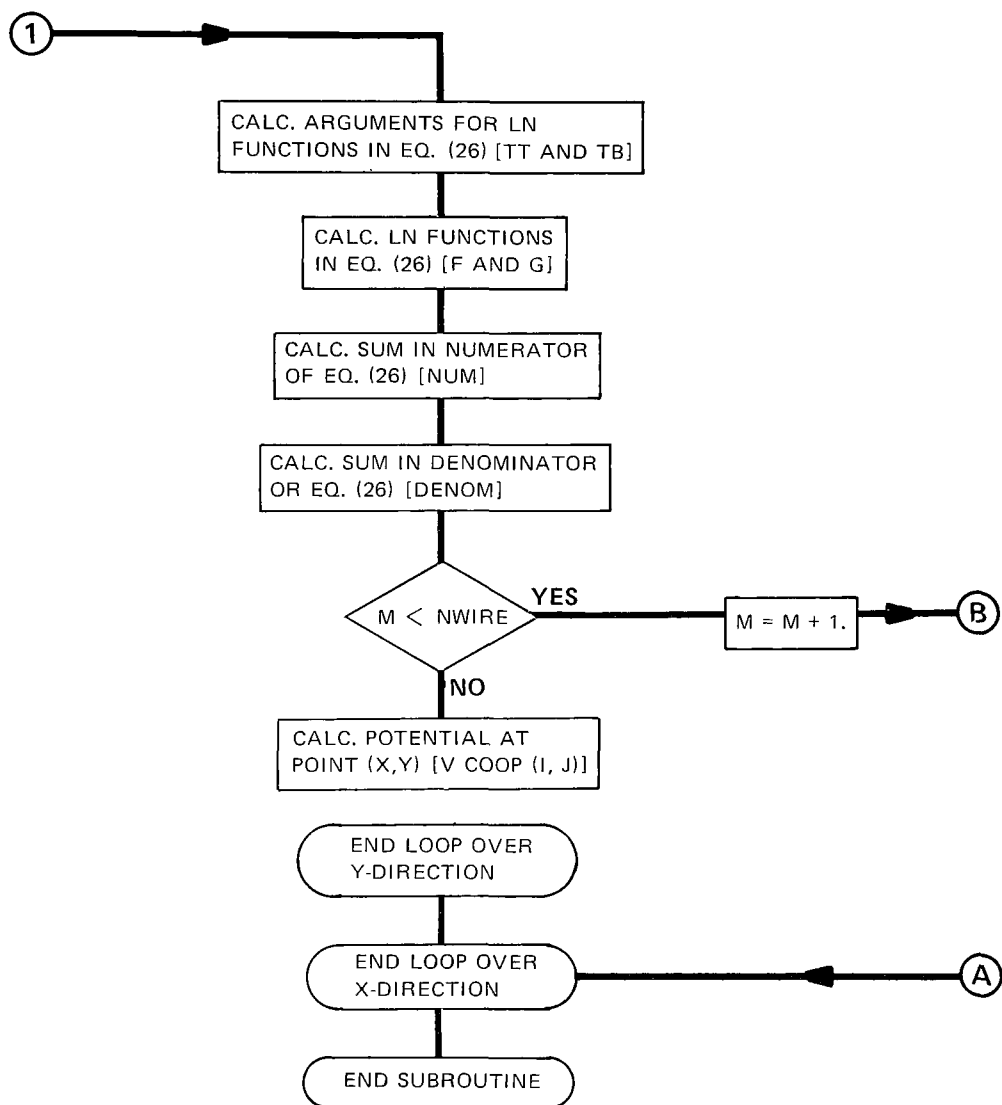 1
CALC. ARGUMENTS FOR LN
FUNCTIONS IN EQ. (26) [TT AND TB]
CALC. LN FUNCTIONS
IN EQ. (26) [F AND G]
CALC. SUM IN NUMERATOR
OF EQ. (26) [NUM]
CALC. SUM IN DENOMINATOR
OR EQ. (26) [DENOM]
M < NWIRE
YES
M = M + 1.
B
NO
CALC. POTENTIAL AT
POINT (X,Y) [V COOP (I, J)]
END LOOP OVER
Y-DIRECTION
END LOOP OVER
X-DIRECTION
A
END SUBROUTINE